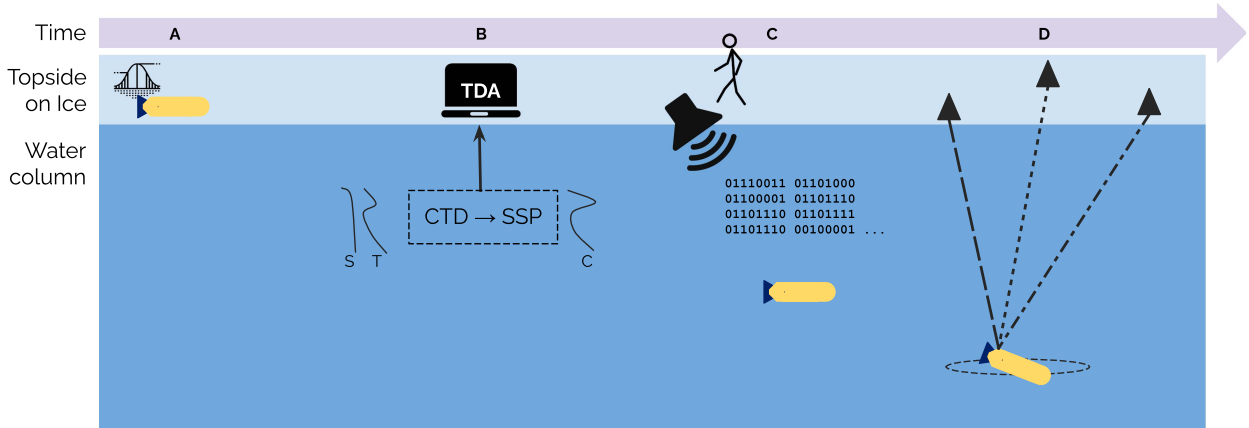 Time
A
B
C
D
Topside
on Ice
TDA
Water
column
01110011 01101000
01100001 01101110
01101110 01101111
01101110 00100001 ...
CTD → SSP
S
T
C